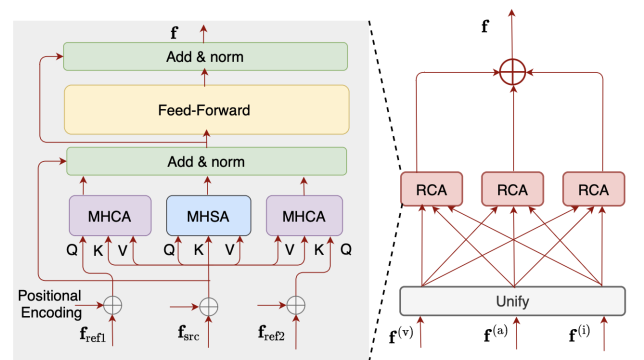 f
Add & norm
Feed-Forward
Add & norm
MHCA MHSA MHCA
Q K V Q K V V K Q
Positional
Encoding
f_ref1 f_src f_ref2
f
RCA RCA RCA
Unify
f^(v) f^(a) f^(i)